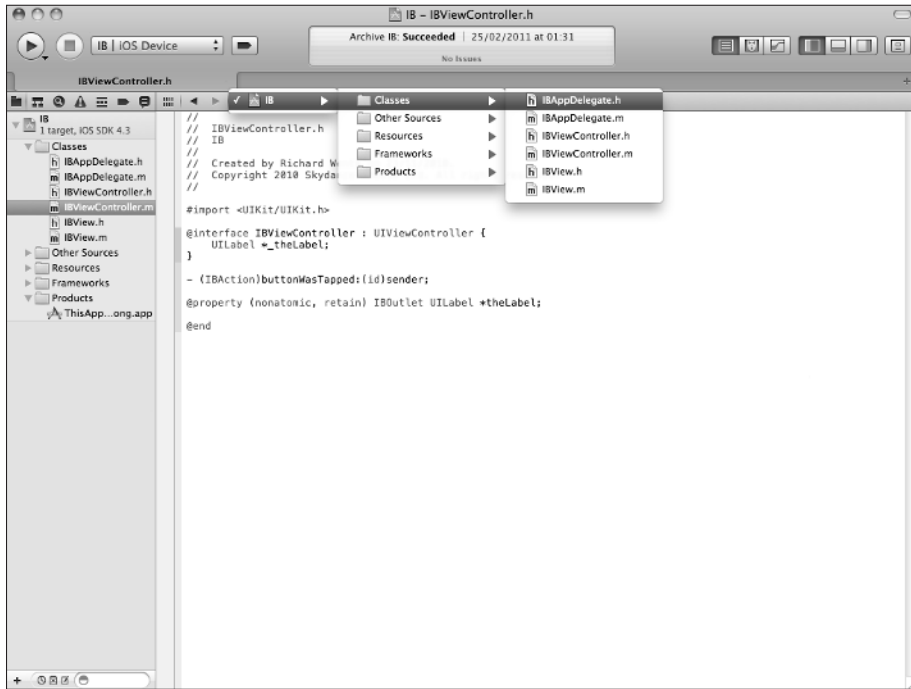 IB – IBViewController.h
IB | iOS Device
Archive IB: Succeeded | 25/02/2011 at 01:31
No Issues
IBViewController.h
IB
1 target, iOS SDK 4.3
Classes
IBAppDelegate.h
IBAppDelegate.m
IBViewController.h
IBViewController.m
IBView.h
IBView.m
Other Sources
Resources
Frameworks
Products
ThisApp...ong.app
IB
Classes
Other Sources
Resources
Frameworks
Products
IBAppDelegate.h
IBAppDelegate.m
IBViewController.h
IBViewController.m
IBView.h
IBView.m
//
// IBViewController.h
// IB
//
// Created by Richard
// Copyright 2010
//
#import <UIKit/UIKit.h>
@interface IBViewController : UIViewController {
UILabel *_theLabel;
}
- (IBAction)buttonWasTapped:(id)sender;
@property (nonatomic, retain) IBOutlet UILabel *theLabel;
@end